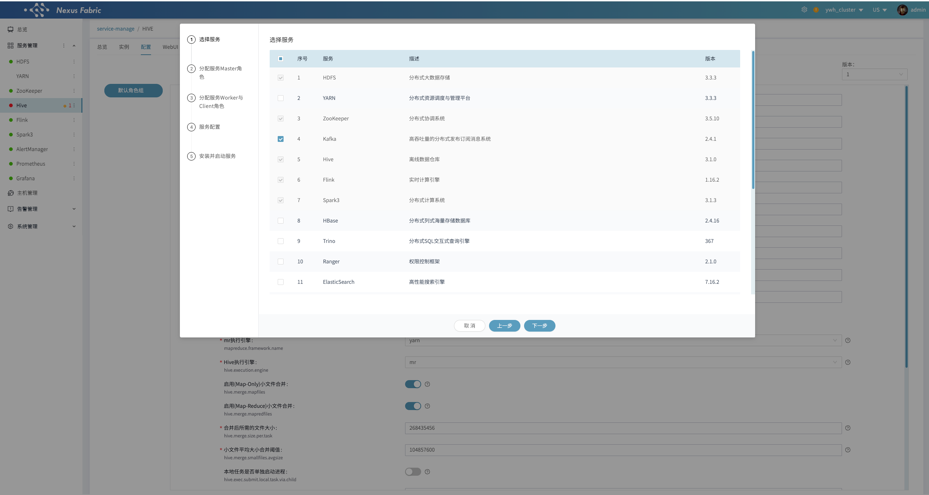 Nexus Fabric
ywk_cluster
US
admin
总览
服务管理
HDFS
YARN
ZooKeeper
Hive
Flink
Spark3
AlertManager
Prometheus
Grafana
主机管理
告警管理
系统管理
service-manage / HIVE
总览 实例 配置 WebUI
默认角色组
版本：
1
1 选择服务
2 分配服务Master角
色
3 分配服务Worker与
Client角色
4 服务配置
5 安装并启动服务
选择服务
序号 服务 描述 版本
1 HDFS 分布式大数据存储 3.3.3
2 YARN 分布式资源调度与管理平台 3.3.3
3 ZooKeeper 分布式协调系统 3.5.10
4 Kafka 高吞吐量的分布式发布订阅消息系统 2.4.1
5 Hive 离线数据仓库 3.1.0
6 Flink 实时计算引擎 1.16.2
7 Spark3 分布式计算系统 3.1.3
8 HBase 分布式列式海量存储数据库 2.4.16
9 Trino 分布式SQL交互式查询引擎 367
10 Ranger 权限控制框架 2.1.0
11 ElasticSearch 高性能搜索引擎 7.16.2
取 消 上一步 下一步
* mr执行引擎：
mapreduce.framework.name
yarn
* Hive执行引擎：
hive.execution.engine
mr
启用(Map-Only)小文件合并：
hive.merge.mapfiles
启用(Map-Reduce)小文件合并：
hive.merge.mapredfiles
* 合并后所需的文件大小：
hive.merge.size.per.task
268435456
* 小文件平均大小合并阈值：
hive.merge.smallfiles.avgsize
104857600
本地任务是否单独启动进程：
hive.exec.submit.local.task.via.child